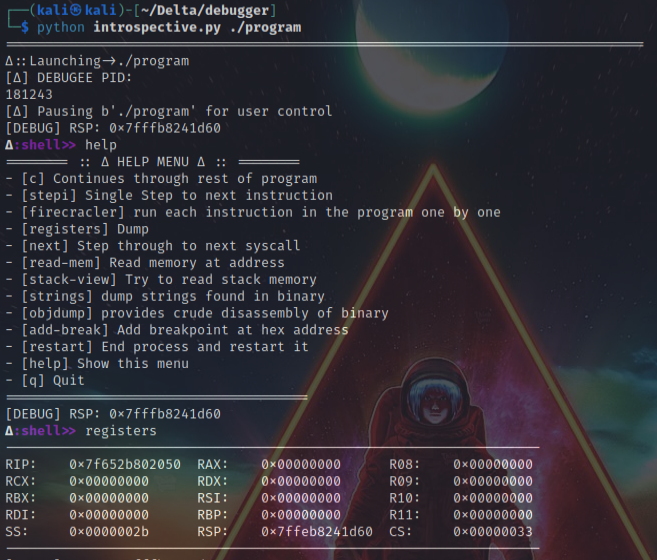 ┌──(kali㉿kali)-[~/Delta/debugger]
└─$ python introspective.py ./program
Δ::Launching→./program
[Δ] DEBUGEE PID:
181243
[Δ] Pausing b'./program' for user control
[DEBUG] RSP: 0×7fffb8241d60
Δ:shell>> help
═══════ :: Δ HELP MENU Δ :: ═══════
- [c] Continues through rest of program
- [stepi] Single Step to next instruction
- [firecracler] run each instruction in the program one by one
- [registers] Dump
- [next] Step through to next syscall
- [read-mem] Read memory at address
- [stack-view] Try to read stack memory
- [strings] dump strings found in binary
- [objdump] provides crude disassembly of binary
- [add-break] Add breakpoint at hex address
- [restart] End process and restart it
- [help] Show this menu
- [q] Quit
[DEBUG] RSP: 0×7fffb8241d60
Δ:shell>> registers
RIP: 0×7f652b802050 RAX: 0×00000000 R08: 0×00000000
RCX: 0×00000000 RDX: 0×00000000 R09: 0×00000000
RBX: 0×00000000 RSI: 0×00000000 R10: 0×00000000
RDI: 0×00000000 RBP: 0×00000000 R11: 0×00000000
SS: 0×0000002b RSP: 0×7ffeb8241d60 CS: 0×00000033